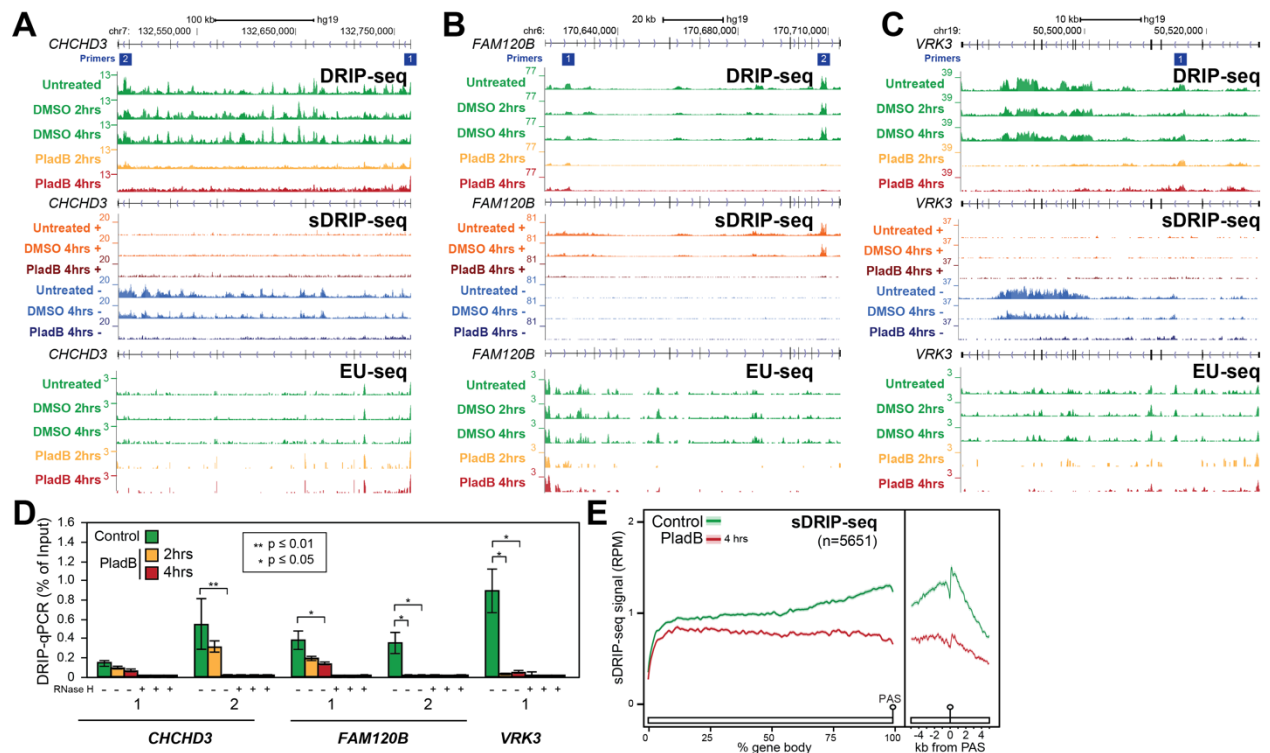 A
100 kb hg19
chr7: 132,550,000 132,650,000 132,750,000
CHCHD3
Primers 2 1
DRIP-seq
Untreated 13
DMSO 2hrs 13
DMSO 4hrs 13
PladB 2hrs 13
PladB 4hrs 13
CHCHD3
sDRIP-seq
Untreated + 20
DMSO 4hrs + 20
PladB 4hrs + 20
Untreated - 20
DMSO 4hrs - 20
PladB 4hrs - 20
CHCHD3
EU-seq
Untreated 3
DMSO 2hrs 3
DMSO 4hrs 3
PladB 2hrs 3
PladB 4hrs 3
B
20 kb hg19
chr6: 170,640,000 170,680,000 170,710,000
FAM120B
Primers 1 2
DRIP-seq
Untreated 77
DMSO 2hrs 77
DMSO 4hrs 77
PladB 2hrs 77
PladB 4hrs 77
FAM120B
sDRIP-seq
Untreated + 81
DMSO 4hrs + 81
PladB 4hrs + 81
Untreated - 81
DMSO 4hrs - 81
PladB 4hrs - 81
FAM120B
EU-seq
Untreated 3
DMSO 2hrs 3
DMSO 4hrs 3
PladB 2hrs 3
PladB 4hrs 3
C
10 kb hg19
chr19: 50,500,000 50,520,000
VRK3
Primers 1
DRIP-seq
Untreated 39
DMSO 2hrs 39
DMSO 4hrs 39
PladB 2hrs 39
PladB 4hrs 39
VRK3
sDRIP-seq
Untreated + 37
DMSO 4hrs + 37
PladB 4hrs + 37
Untreated - 37
DMSO 4hrs - 37
PladB 4hrs - 37
VRK3
EU-seq
Untreated 3
DMSO 2hrs 3
DMSO 4hrs 3
PladB 2hrs 3
PladB 4hrs 3
D
DRIP-qPCR (% of Input)
1.6
1.4
1.2
1.0
0.8
0.6
0.4
0.2
0
Control
PladB 2hrs
4hrs
** p ≤ 0.01
* p ≤ 0.05
** * * * * *
RNase H - - - + + + - - - + + + - - - + + + - - - + + + - - - + + +
1 2 1 2 1
CHCHD3 FAM120B VRK3
E
sDRIP-seq signal (RPM)
2
1
0
Control
PladB 4 hrs
sDRIP-seq
(n=5651)
PAS
0 25 50 75 100
% gene body
-4 -2 0 2 4
kb from PAS